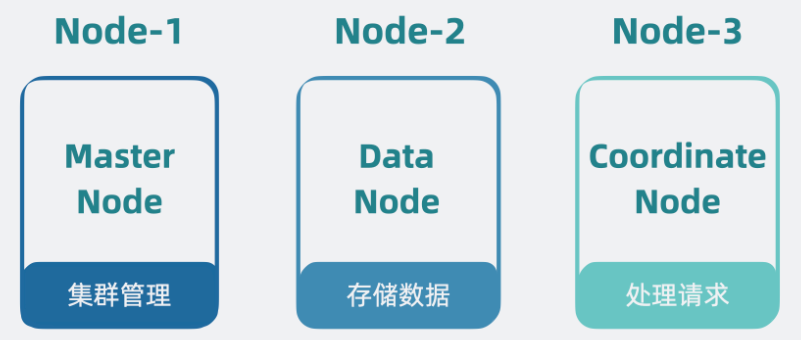 Node-1
Node-2
Node-3
Master
Node
Data
Node
Coordinate
Node
集群管理
存储数据
处理请求